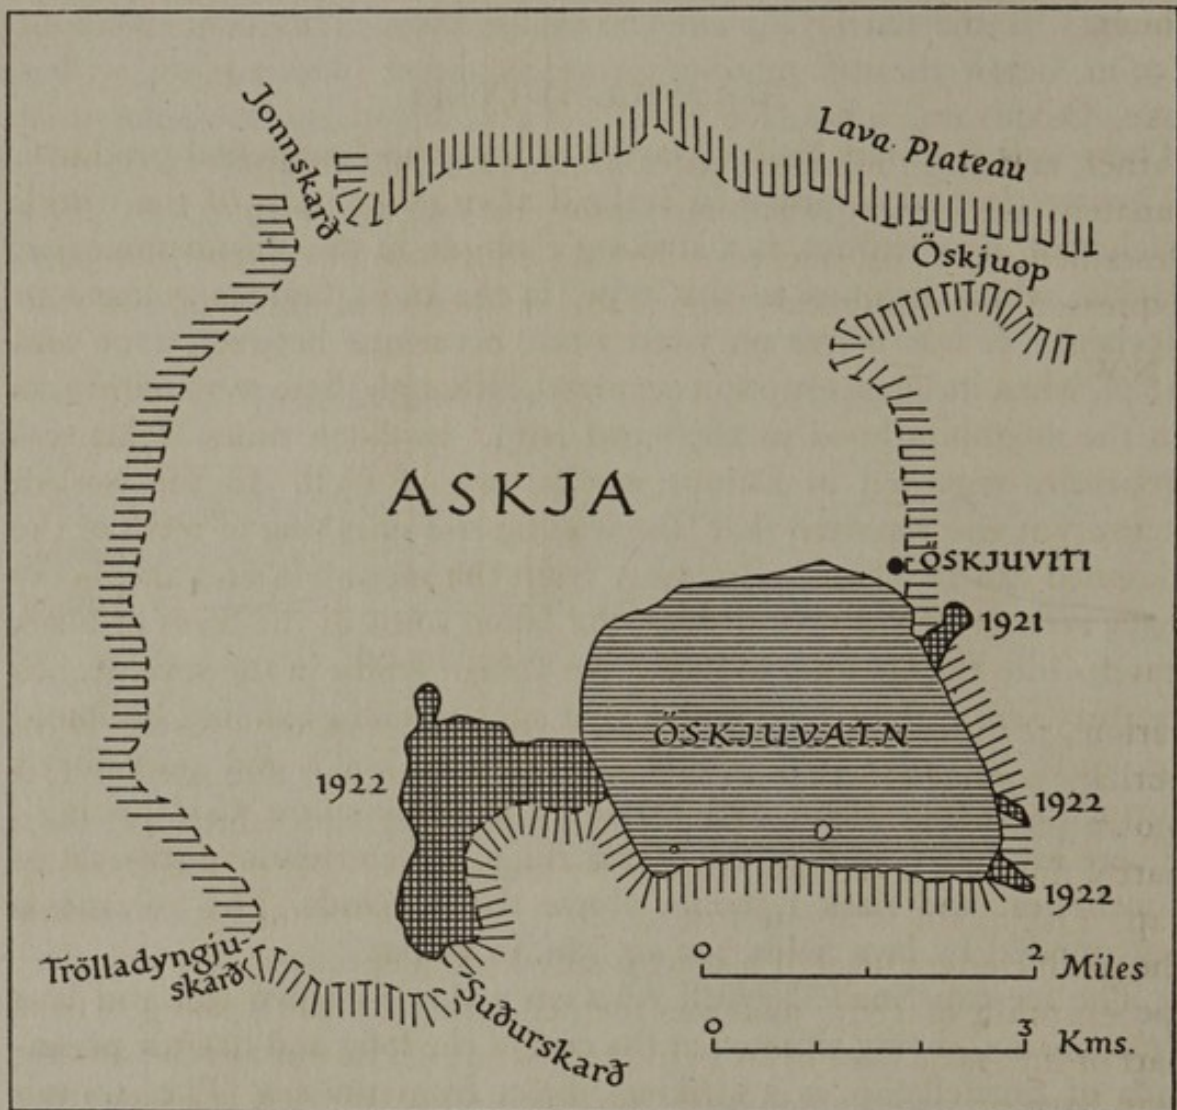 Jonnskarð
Lava Plateau
Öskjuop
ASKJA
ÖSKJUVITI
1921
ÖSKJUVATN
1922
1922
1922
Trölladyngju-
skarð
Suðurskarð
0 2 Miles
0 3 Kms.